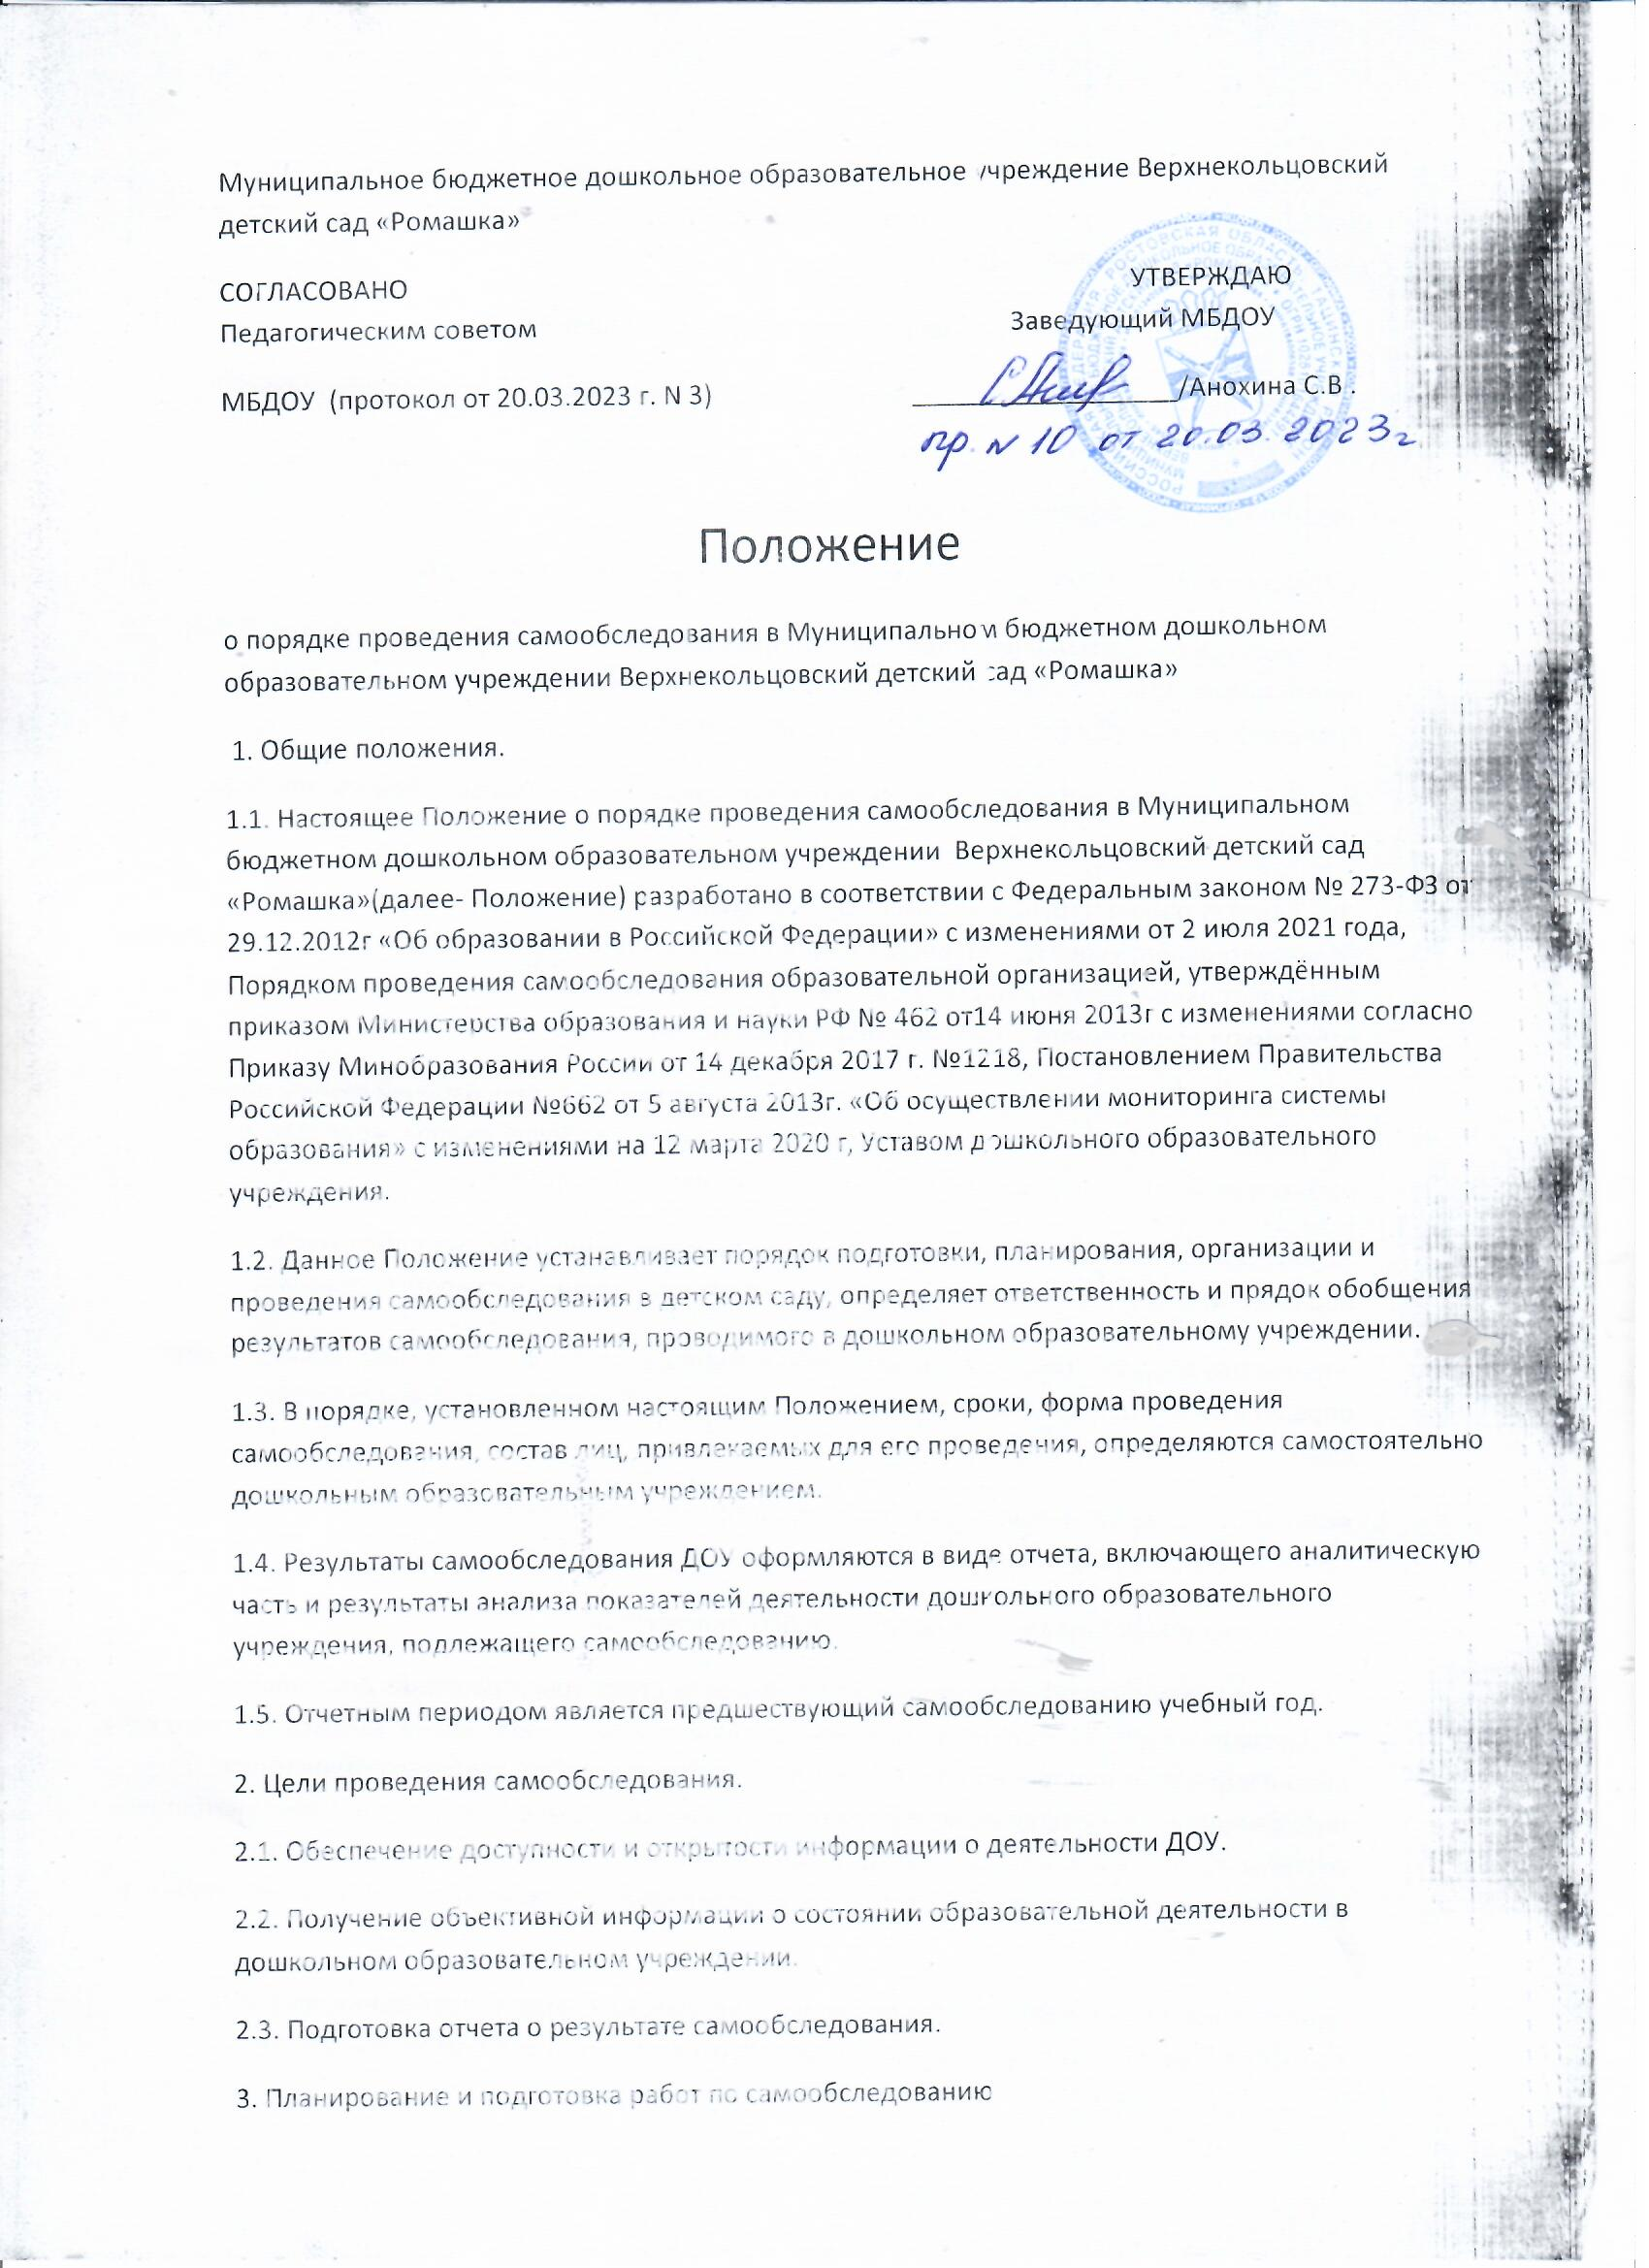 Муниципальное бюджетное дошкольное образовательное учреждение Верхнекольцовский
детский сад «Ромашка»
СОГЛАСОВАНО
УТВЕРЖДАЮ
Педагогическим советом
Заведующий МБДОУ
МБДОУ (протокол от 20.03.2023 г. N 3)
/Анохина С.В .
пр. N 10 от 20.03.2023г
Положение
о порядке проведения самообследования в Муниципальном бюджетном дошкольном
образовательном учреждении Верхнекольцовский детский сад «Ромашка»
1. Общие положения.
1.1. Настоящее Положение о порядке проведения самообследования в Муниципальном
бюджетном дошкольном образовательном учреждении Верхнекольцовский детский сад
«Ромашка»(далее- Положение) разработано в соответствии с Федеральным законом № 273-ФЗ от
29.12.2012г «Об образовании в Российской Федерации» с изменениями от 2 июля 2021 года,
Порядком проведения самообследования образовательной организацией, утверждённым
приказом Министерства образования и науки РФ № 462 от14 июня 2013г с изменениями согласно
Приказу Минобразования России от 14 декабря 2017 г. №1218, Постановлением Правительства
Российской Федерации №662 от 5 августа 2013г. «Об осуществлении мониторинга системы
образования» с изменениями на 12 марта 2020 г, Уставом дошкольного образовательного
учреждения.
1.2. Данное Положение устанавливает порядок подготовки, планирования, организации и
проведения самообследования в детском саду, определяет ответственность и прядок обобщения
результатов самообследования, проводимого в дошкольном образовательному учреждении.
1.3. В порядке, установленном настоящим Положением, сроки, форма проведения
самообследования, состав лиц, привлекаемых для его проведения, определяются самостоятельно
дошкольным образовательным учреждением.
1.4. Результаты самообследования ДОУ оформляются в виде отчета, включающего аналитическую
часть и результаты анализа показателей деятельности дошкольного образовательного
учреждения, подлежащего самообследованию.
1.5. Отчетным периодом является предшествующий самообследованию учебный год.
2. Цели проведения самообследования.
2.1. Обеспечение доступности и открытости информации о деятельности ДОУ.
2.2. Получение объективной информации о состоянии образовательной деятельности в
дошкольном образовательном учреждении.
2.3. Подготовка отчета о результате самообследования.
3. Планирование и подготовка работ по самообследованию